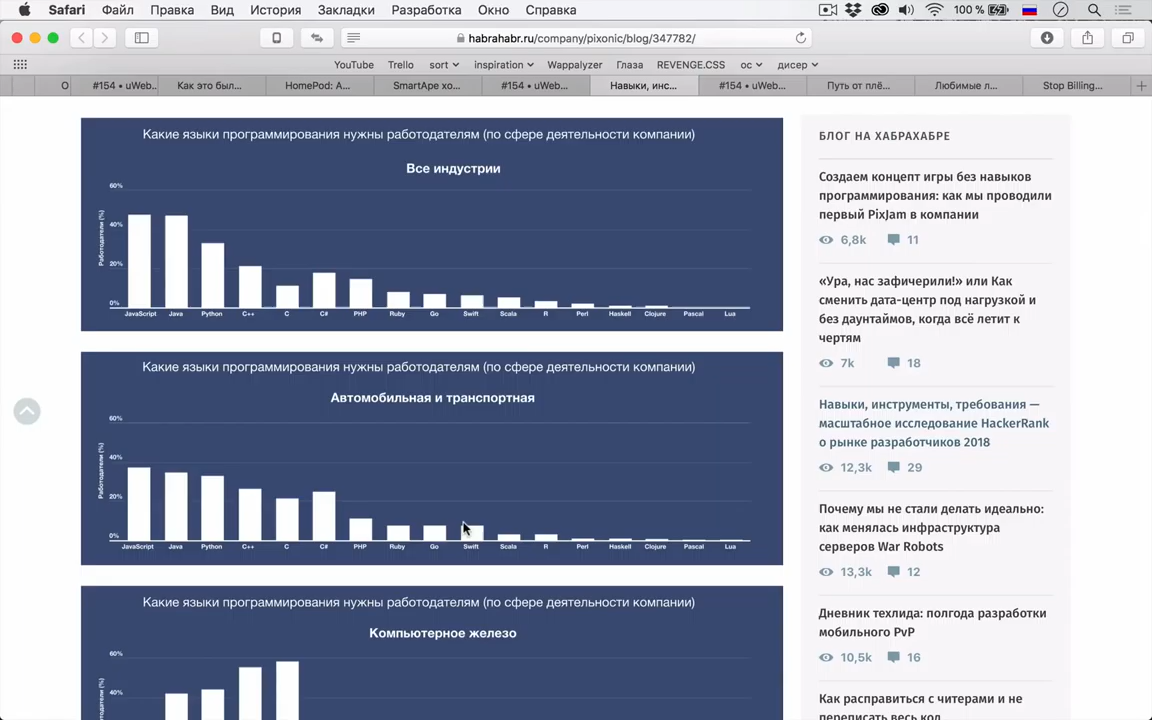 Safari Файл Правка Вид История Закладки Разработка Окно Справка 100 %
habrahabr.ru/company/pixonic/blog/347782/
YouTube Trello sort inspiration Wappalyzer Глаза REVENGE.CSS ос дисер
О #154 • uWeb... Как это был... HomePod: А... SmartApe хо... #154 • uWeb... Навыки, инс... #154 • uWeb... Путь от плё... Любимые л... Stop Billing...
Какие языки программирования нужны работодателям (по сфере деятельности компании)
Все индустрии
Работодатели (%)
60%
40%
20%
0%
JavaScript Java Python C++ C C# PHP Ruby Go Swift Scala R Perl Haskell Clojure Pascal Lua
Какие языки программирования нужны работодателям (по сфере деятельности компании)
Автомобильная и транспортная
Работодатели (%)
60%
40%
20%
0%
JavaScript Java Python C++ C C# PHP Ruby Go Swift Scala R Perl Haskell Clojure Pascal Lua
Какие языки программирования нужны работодателям (по сфере деятельности компании)
Компьютерное железо
60%
40%
БЛОГ НА ХАБРАХАБРЕ
Создаем концепт игры без навыков
программирования: как мы проводили
первый PixJam в компании
6,8k 11
«Ура, нас зафичерили!» или Как
сменить дата-центр под нагрузкой и
без даунтаймов, когда всё летит к
чертям
7k 18
Навыки, инструменты, требования —
масштабное исследование HackerRank
о рынке разработчиков 2018
12,3k 29
Почему мы не стали делать идеально:
как менялась инфраструктура
серверов War Robots
13,3k 12
Дневник техлида: полгода разработки
мобильного PvP
10,5k 16
Как расправиться с читерами и не
переписать весь код